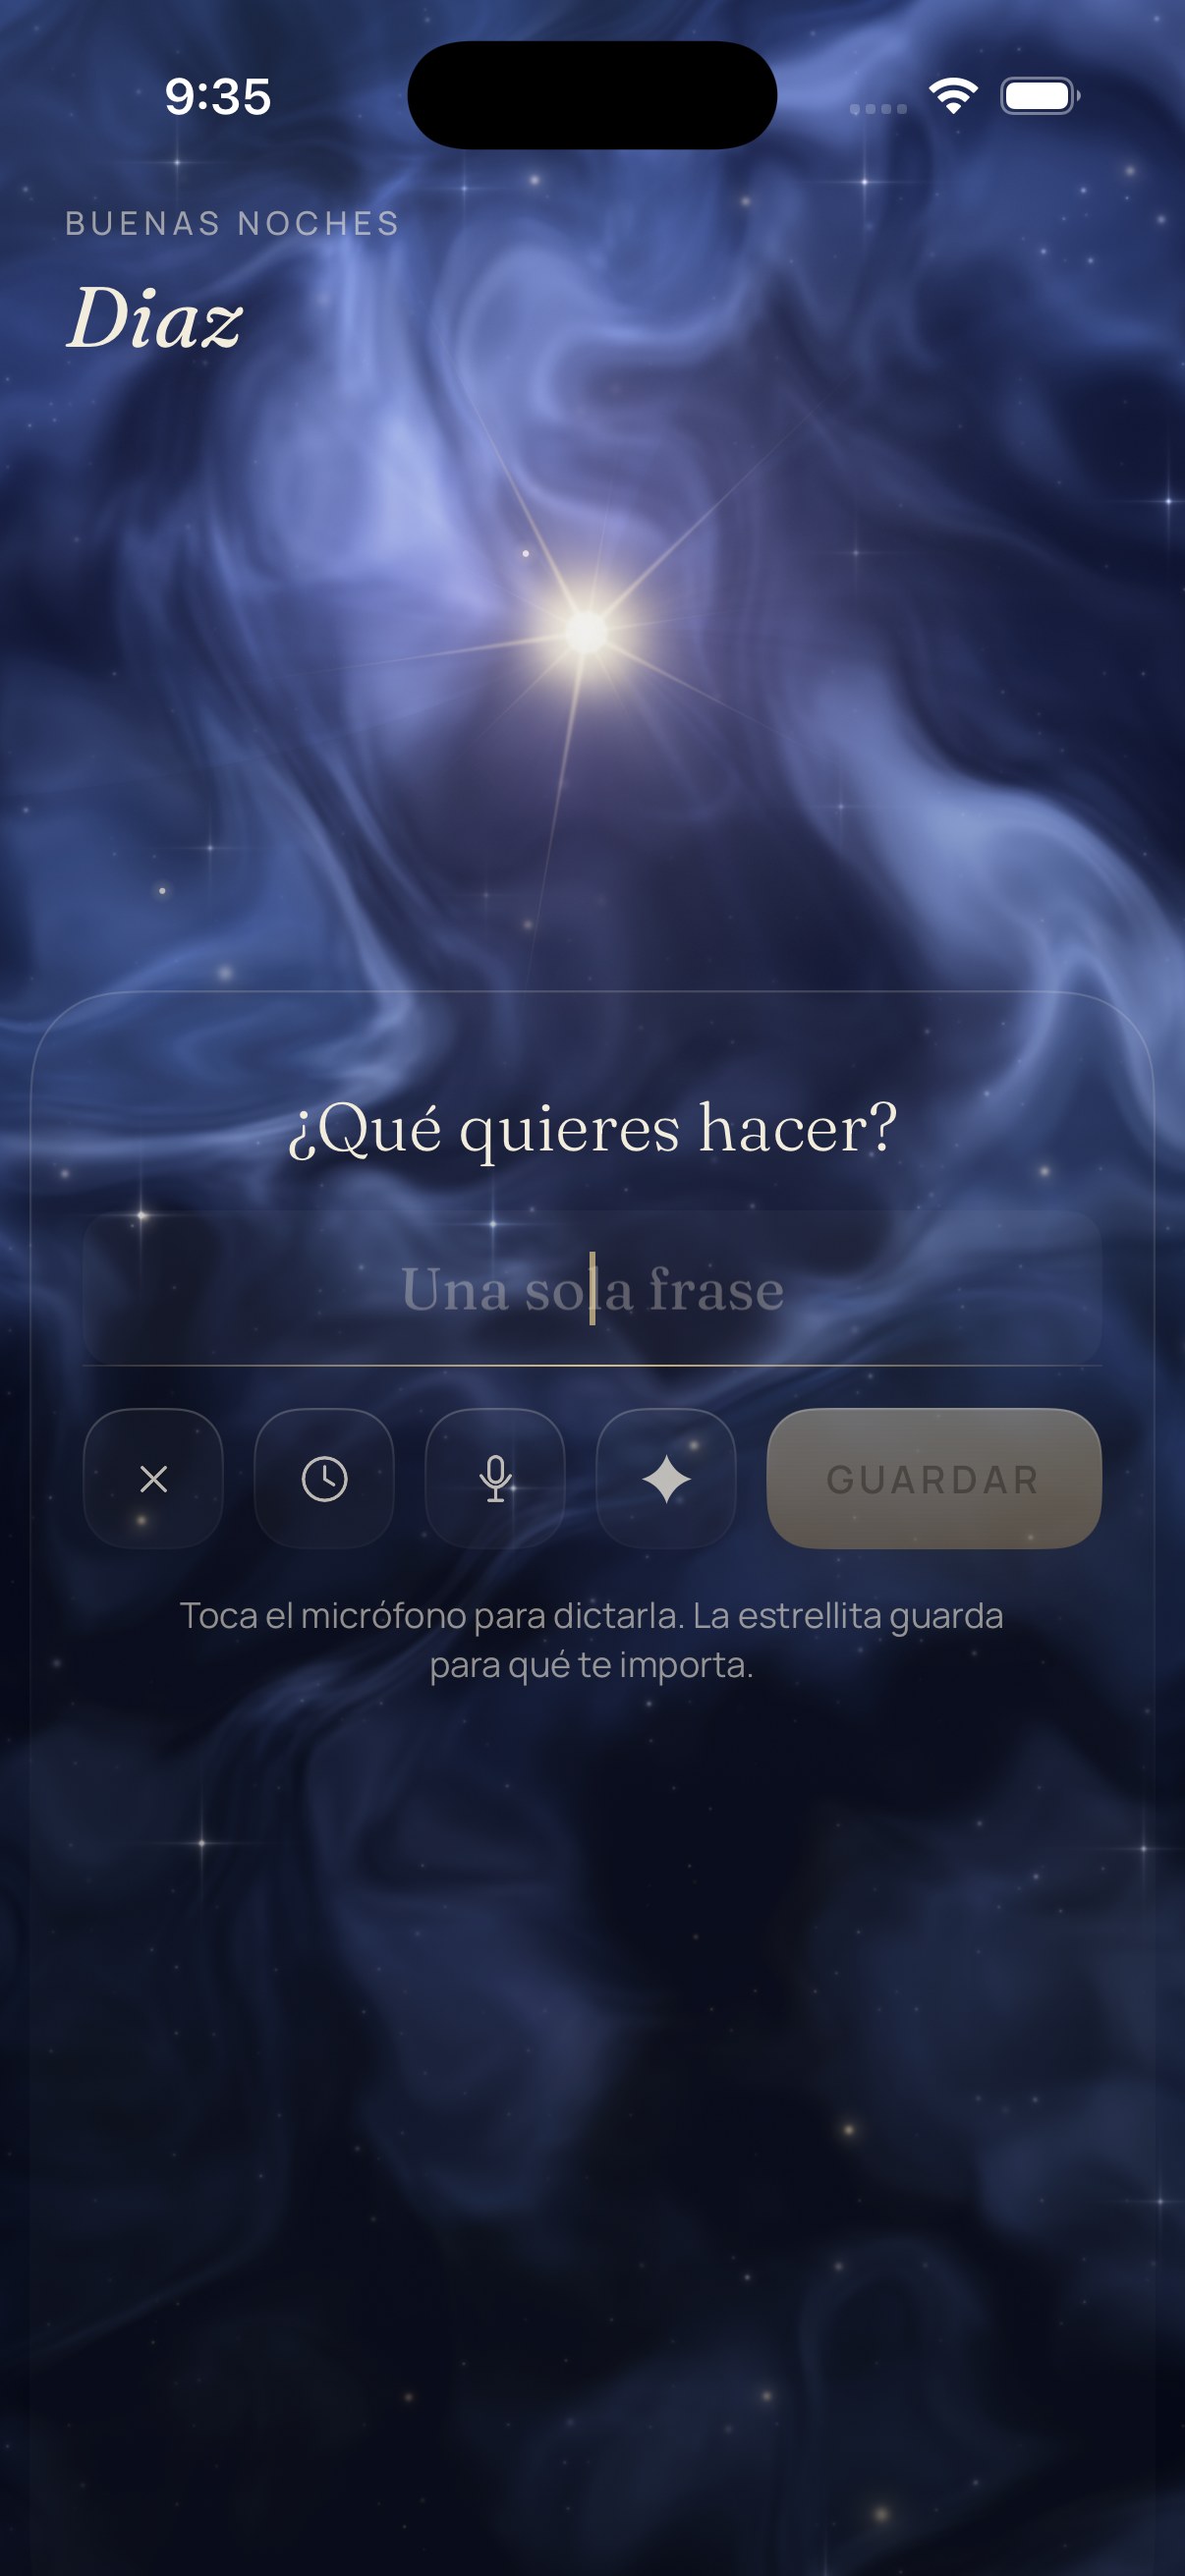 9:35
BUENAS NOCHES
Diaz
¿Qué quieres hacer?
Una sola frase
GUARDAR
Toca el micrófono para dictarla. La estrellita guarda
para qué te importa.